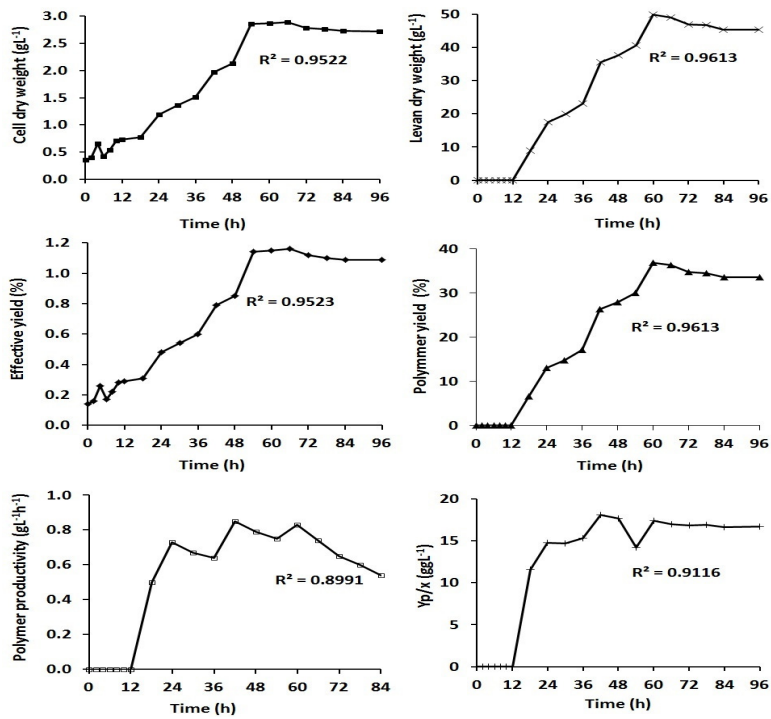 Cell dry weight (gL-1)
3.0
2.5
2.0
1.5
1.0
0.5
0.0
R² = 0.9522
0 12 24 36 48 60 72 84 96
Time (h)
Levan dry weight (gL-1)
50
40
30
20
10
0
R² = 0.9613
0 12 24 36 48 60 72 84 96
Time (h)
Effective yield (%)
1.2
1.0
0.8
0.6
0.4
0.2
0.0
R² = 0.9523
0 12 24 36 48 60 72 84 96
Time (h)
Polymmer yield (%)
40
30
20
10
0
R² = 0.9613
0 12 24 36 48 60 72 84 96
Time (h)
Polymer productivity (gL-1h-1)
1.0
0.8
0.6
0.4
0.2
0.0
R² = 0.8991
0 12 24 36 48 60 72 84
Time (h)
Yp/x (ggL-1)
20
15
10
5
0
R² = 0.9116
0 12 24 36 48 60 72 84 96
Time (h)